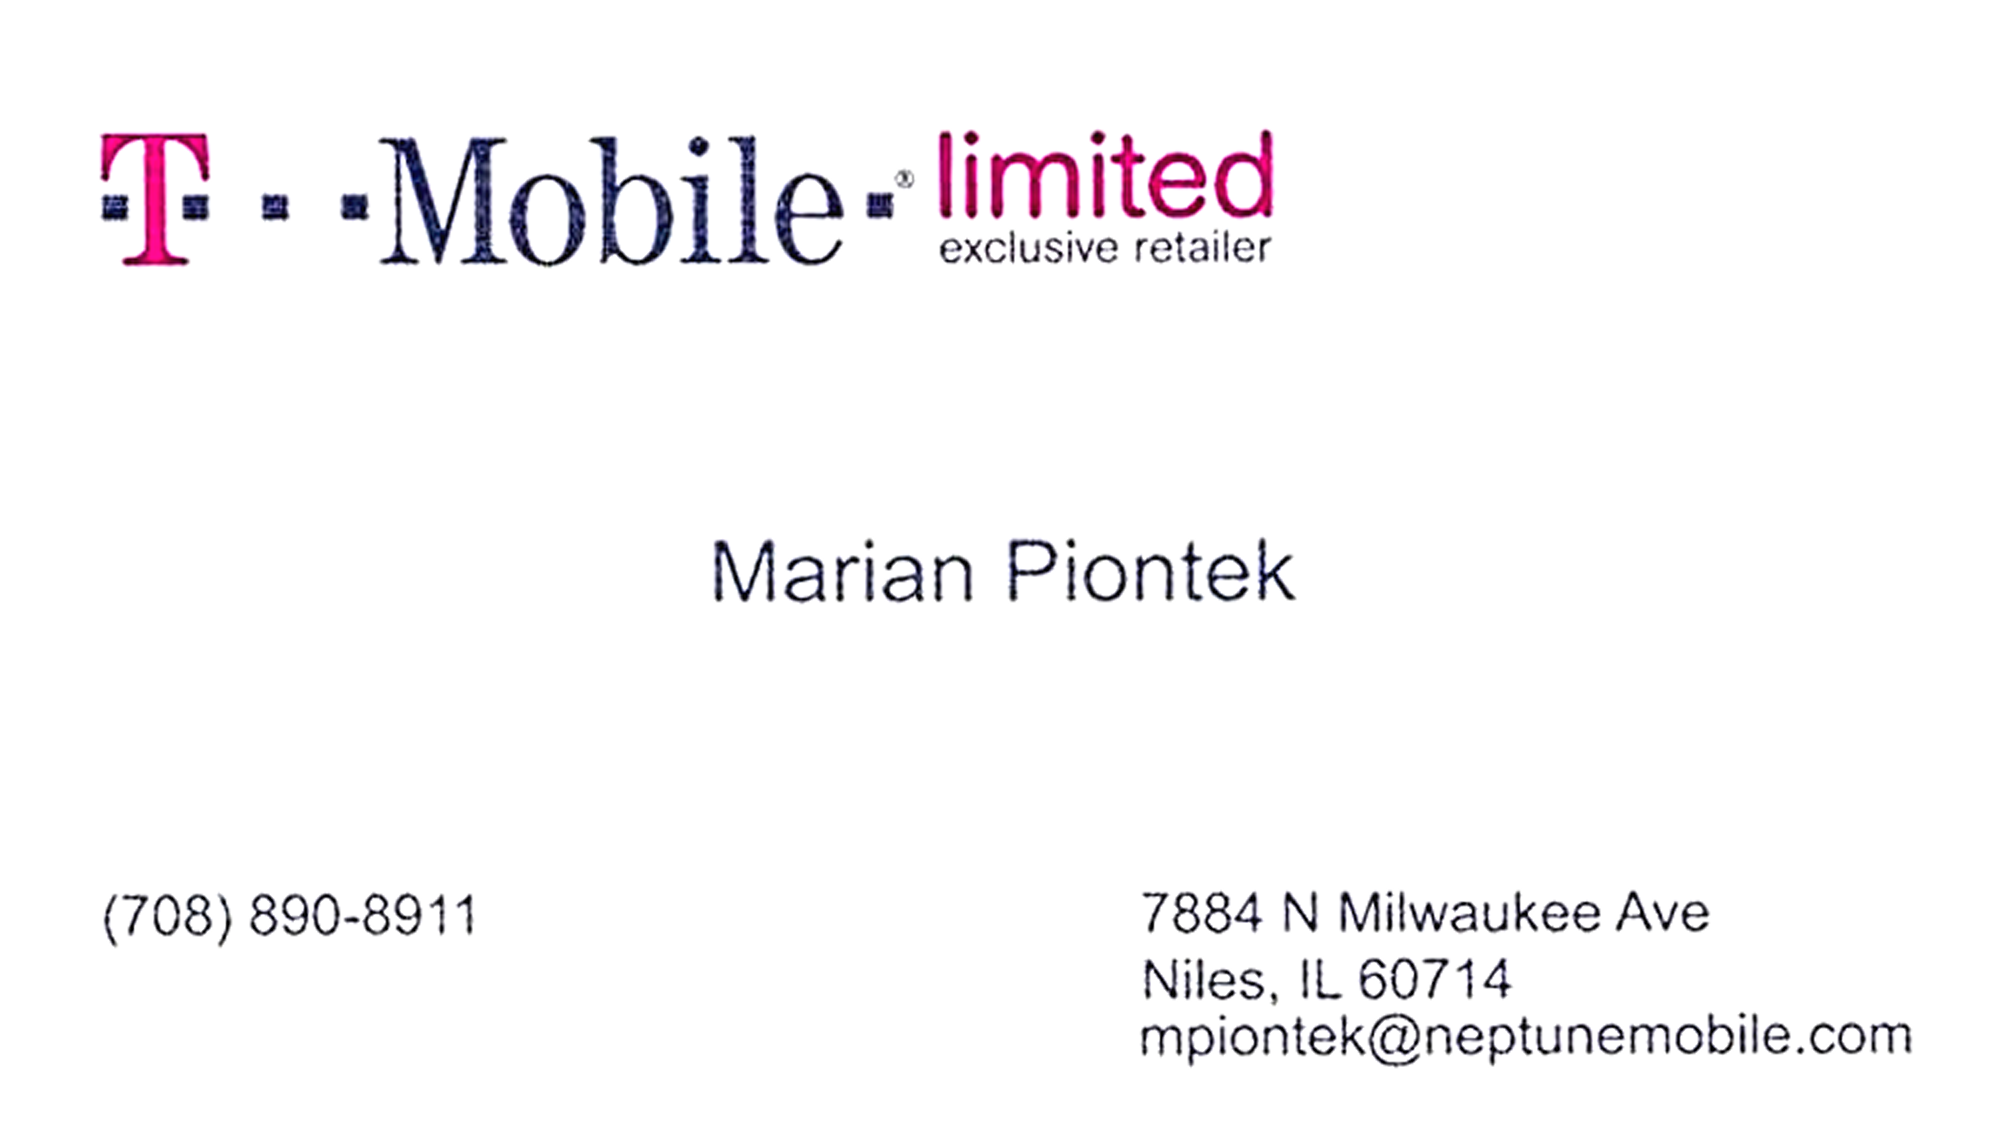 T··Mobile·® limited
exclusive retailer
Marian Piontek
(708) 890-8911
7884 N Milwaukee Ave
Niles, IL 60714
mpiontek@neptunemobile.com